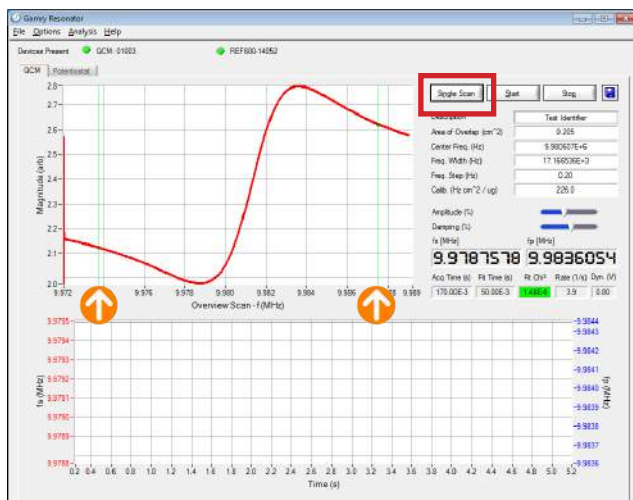 Gamry Resonator
File Options Analysis Help
Devices Present QCM: 01003 REF600-14052
QCM Potentiostat
Single Scan Start Stop
Description Test Identifier
Area of Overlap (cm^2) 0.205
Center Freq. (Hz) 9.980607E+6
Freq. Width (Hz) 17.166536E+3
Freq. Step (Hz) 0.20
Calib. (Hz cm^2 / ug) 226.0
Amplitude (%)
Damping (%)
fs (MHz) fp (MHz)
9.9787578 9.9836054
Acq Time (s) Fit Time (s) Fit Chi² Rate (1/s) Dyn. (V)
170.00E-3 50.00E-3 3.9 0.80
Magnitude (arb)
2.8
2.7
2.6
2.5
2.4
2.3
2.2
2.1
2.0
9.972 9.976 9.978 9.980 9.982 9.984 9.986 9.989
Overview Scan - f (MHz)
fs (MHz)
9.9795
9.9794
9.9793
9.9792
9.9791
9.9790
9.9789
9.9788
fp (MHz)
9.9844
9.9843
9.9842
9.9841
9.9840
9.9839
9.9838
9.9837
9.9836
0.2 0.4 0.6 0.8 1.0 1.2 1.4 1.6 1.8 2.0 2.2 2.4 2.6 2.8 3.0 3.2 3.4 3.6 3.8 4.0 4.2 4.4 4.6 4.8 5.0 5.2
Time (s)